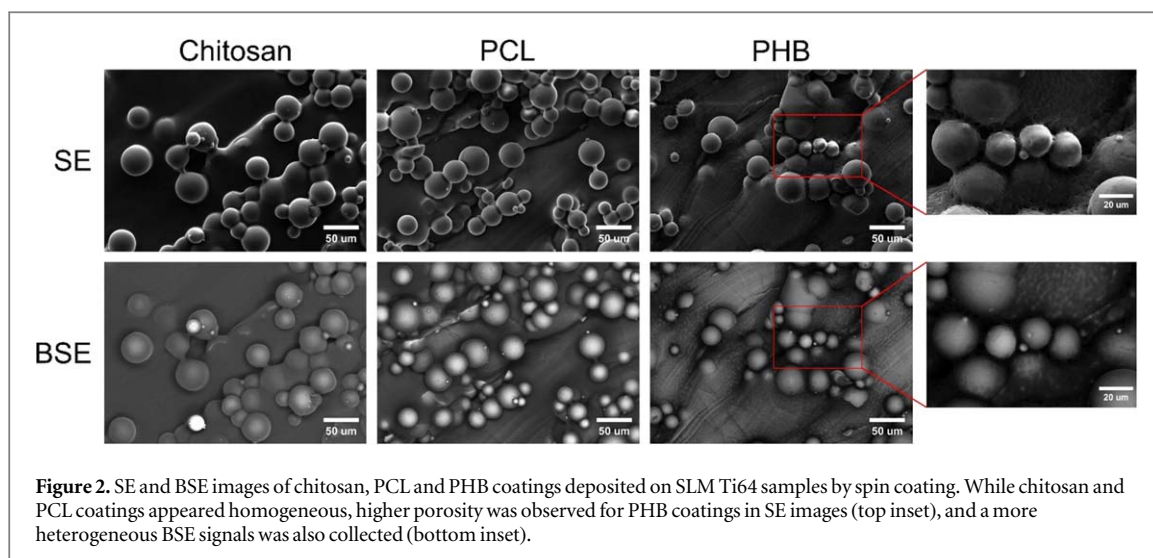 Chitosan PCL PHB
SE
50 um 50 um 50 um 20 um
BSE
50 um 50 um 50 um 20 um
Figure 2. SE and BSE images of chitosan, PCL and PHB coatings deposited on SLM Ti64 samples by spin coating. While chitosan and
PCL coatings appeared homogeneous, higher porosity was observed for PHB coatings in SE images (top inset), and a more
heterogeneous BSE signals was also collected (bottom inset).